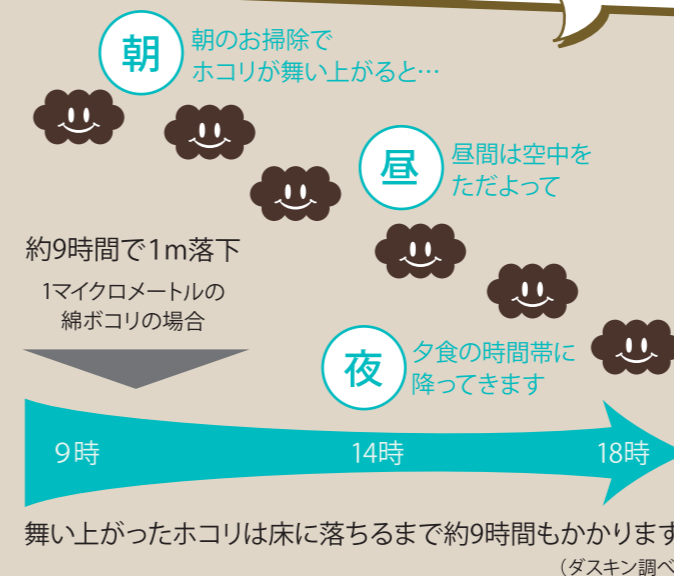 朝
朝のお掃除で
ホコリが舞い上がると…
昼
昼間は空中を
ただよって
約9時間で1m落下
1マイクロメートルの
綿ボコリの場合
夜
夕食の時間帯に
降ってきます
9時
14時
18時
舞い上がったホコリは床に落ちるまで約9時間もかかります
（ダスキン調べ